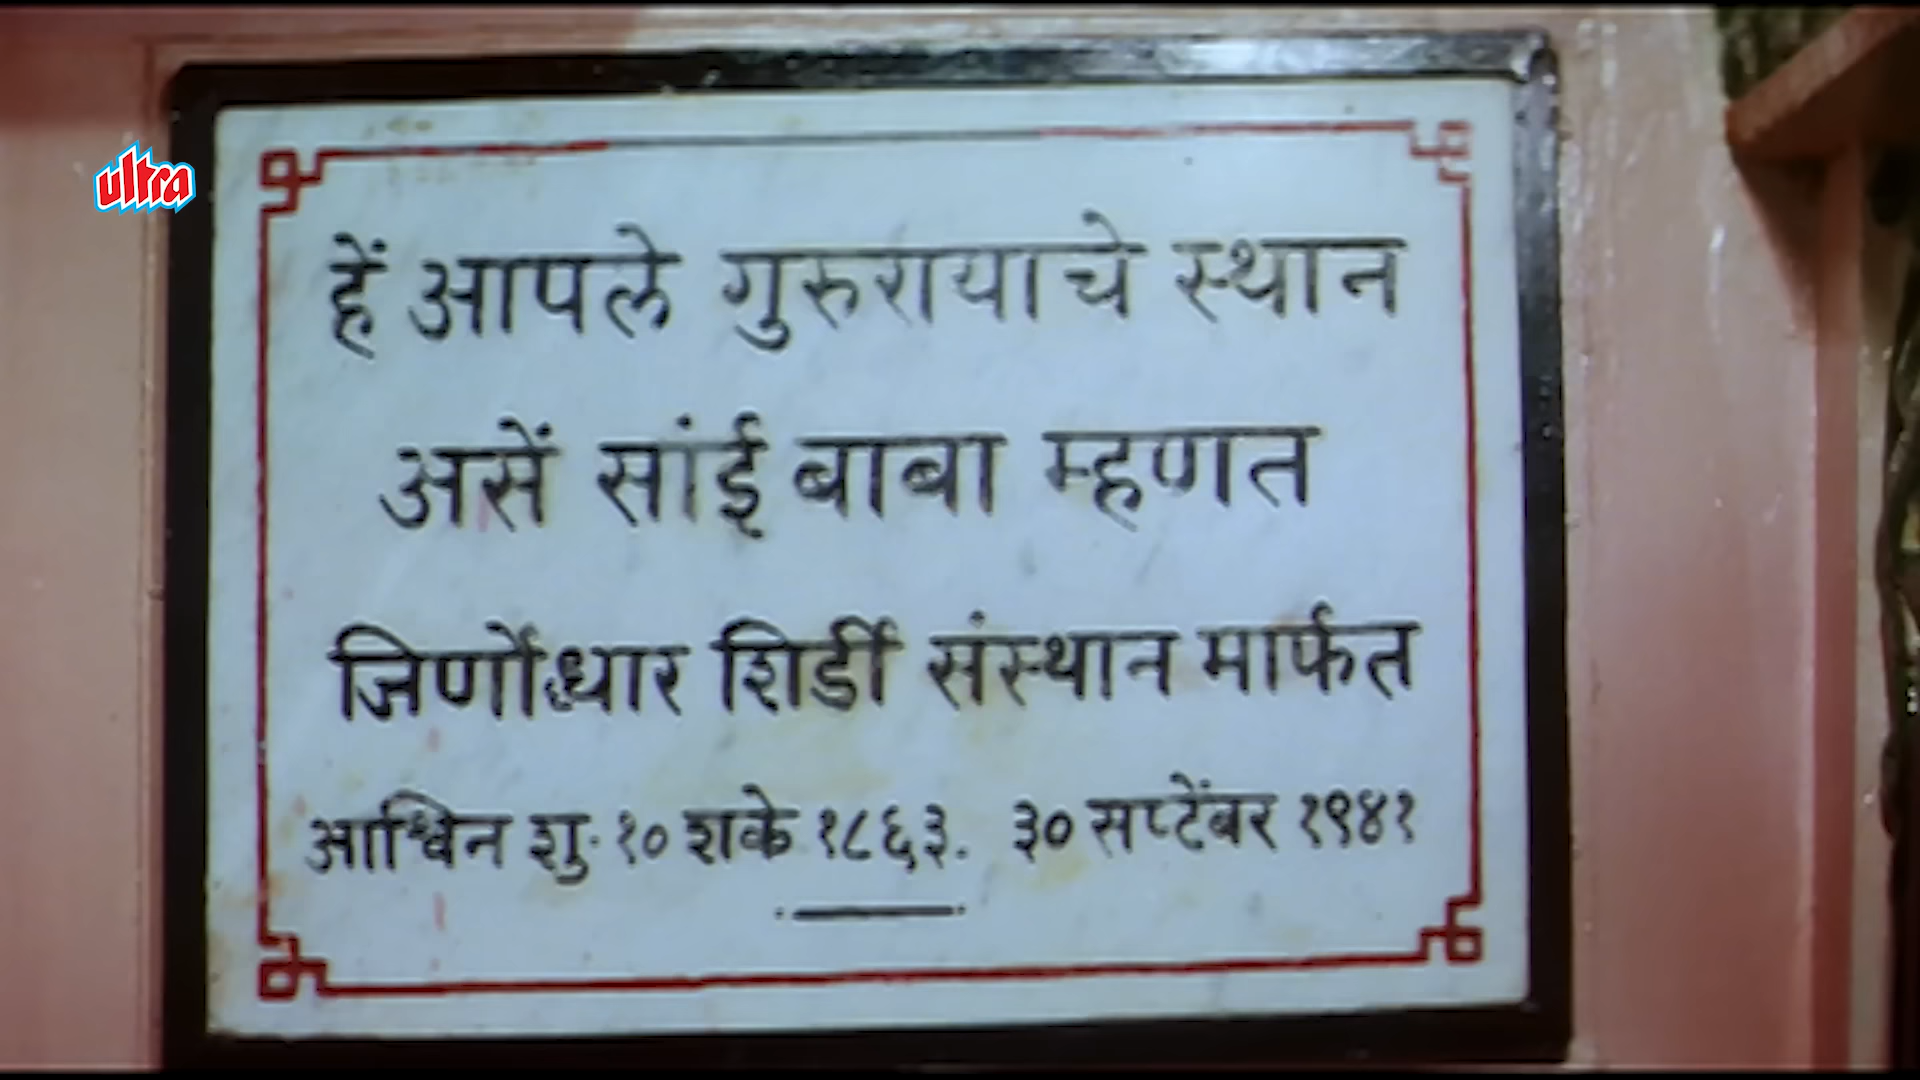 ultra
हें आपले गुरुरायाचे स्थान
असें सांई बाबा म्हणत
जिर्णोध्धार शिर्डी संस्थान मार्फत
आश्विन शु. १० शके १८६३. ३० सप्टेंबर १९४१